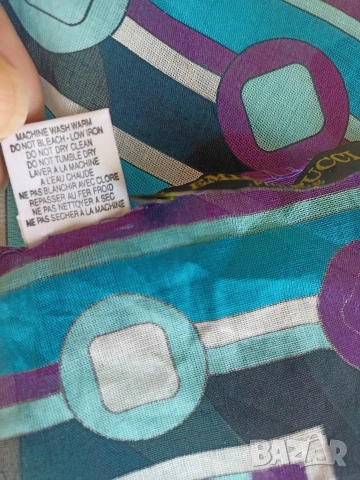 MACHINE WASH WARM
DO NOT BLEACH - LOW IRON
DO NOT DRY CLEAN
DO NOT TUMBLE DRY
LAVER A LA MACHINE
A L'EAU CHAUDE
NE PAS BLANCHIR AVEC CLORE
REPASSER AU FER FROID
NE PAS NETTOYER A SEC
NE PAS SECHER A LA MACHINE
BAZAR